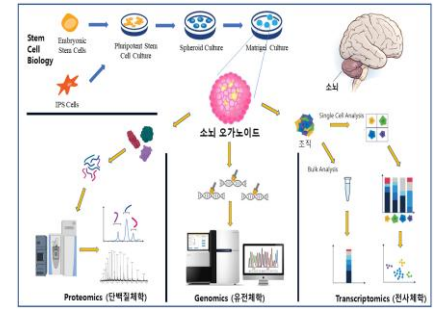 Stem
Cell
Biology
Embryonic
Stem Cells
IPS Cells
Pluripotent Stem
Cell Culture
Spheroid Culture
Matrigel Culture
소뇌
소뇌 오가노이드
조직
Single Cell Analysis
Bulk Analysis
Proteomics (단백질체학)
Genomics (유전체학)
Transcriptomics (전사체학)